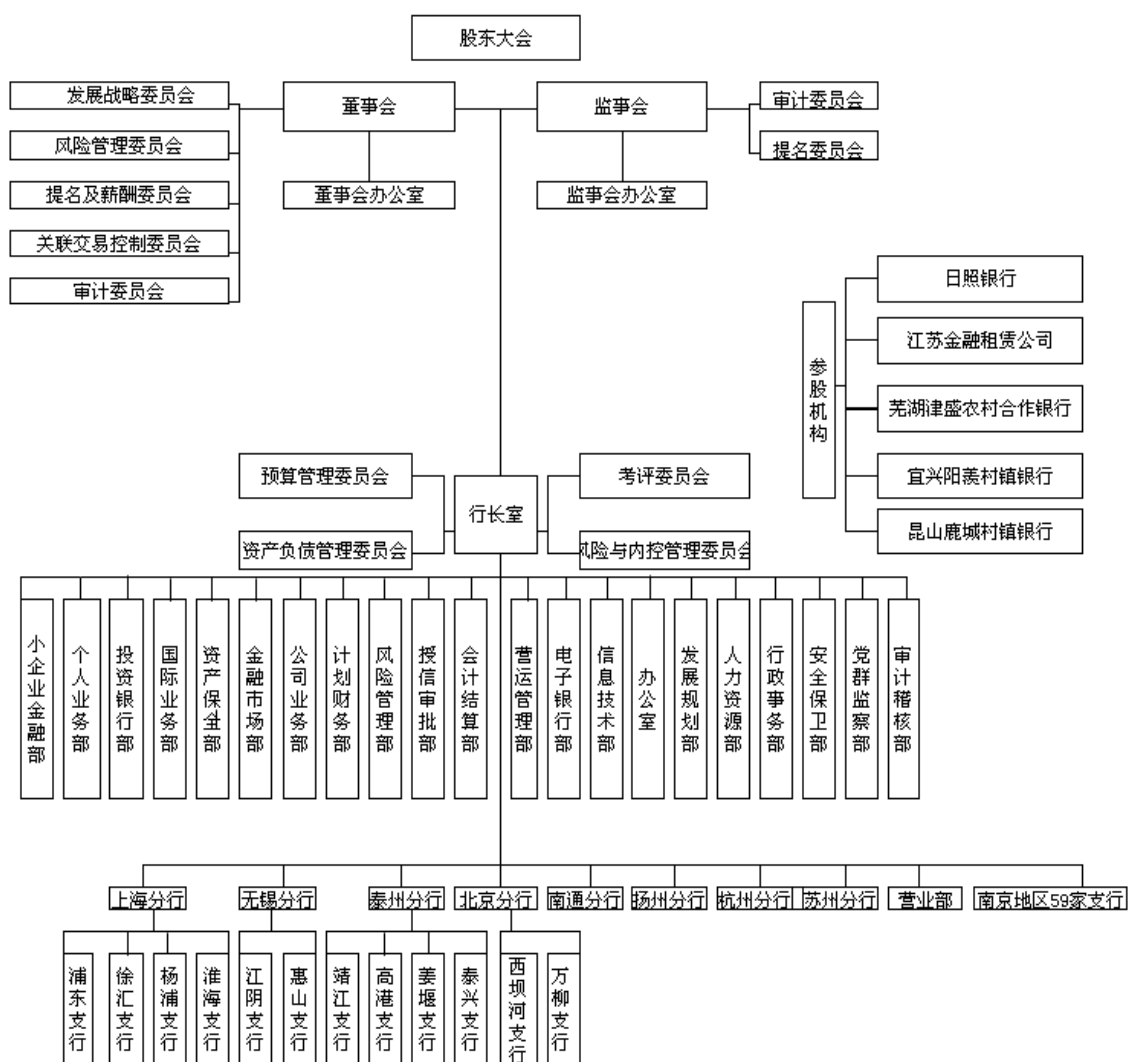 股东大会
发展战略委员会
董事会
监事会
审计委员会
风险管理委员会
提名委员会
提名及薪酬委员会
董事会办公室
监事会办公室
关联交易控制委员会
审计委员会
参股机构
日照银行
江苏金融租赁公司
芜湖津盛农村合作银行
宜兴阳羡村镇银行
昆山鹿城村镇银行
预算管理委员会
考评委员会
行长室
资产负债管理委员会
风险与内控管理委员会
小企业金融部
个人业务部
投资银行部
国际业务部
资产保全部
金融市场部
公司业务部
计划财务部
风险管理部
授信审批部
会计结算部
营运管理部
电子银行部
信息技术部
办公室
发展规划部
人力资源部
行政事务部
安全保卫部
党群监察部
审计稽核部
上海分行
无锡分行
泰州分行
北京分行
南通分行
扬州分行
杭州分行
苏州分行
营业部
南京地区59家支行
浦东支行
徐汇支行
杨浦支行
淮海支行
江阴支行
惠山支行
靖江支行
高港支行
姜堰支行
泰兴支行
西坝河支行
万柳支行